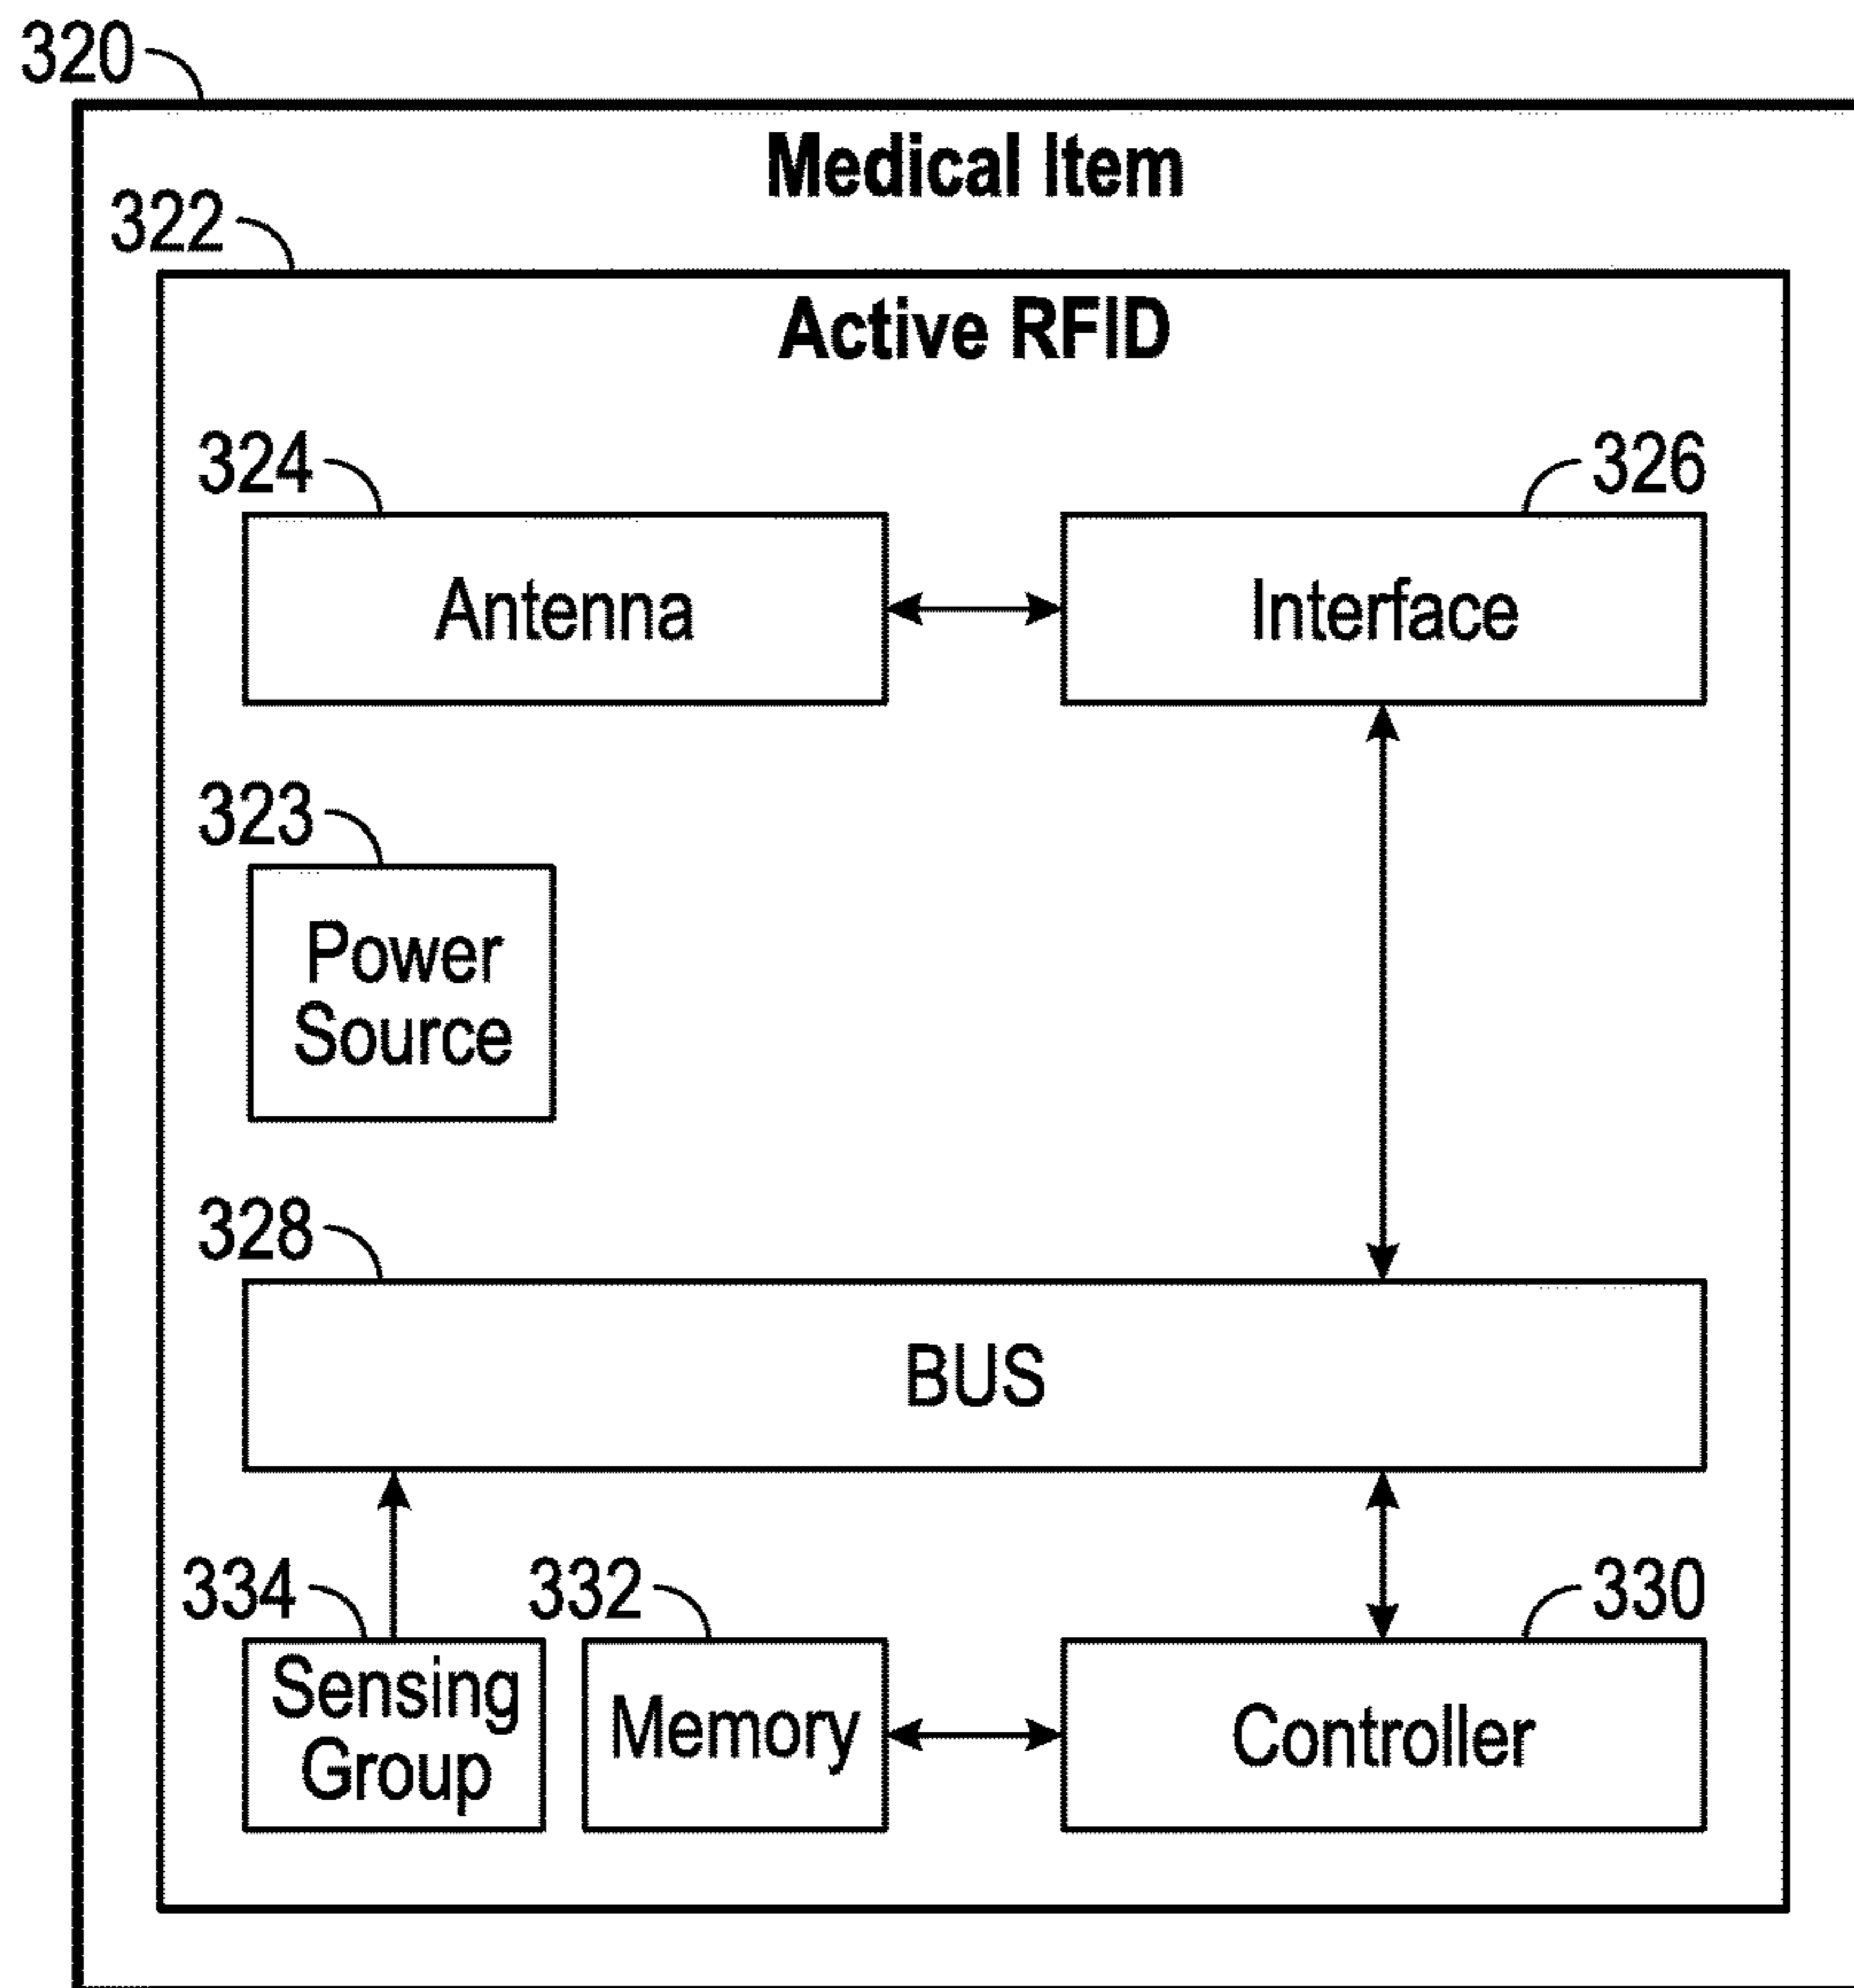 320
Medical Item
322
Active RFID
324
326
Antenna
Interface
323
Power
Source
328
BUS
334
332
330
Sensing
Group
Memory
Controller